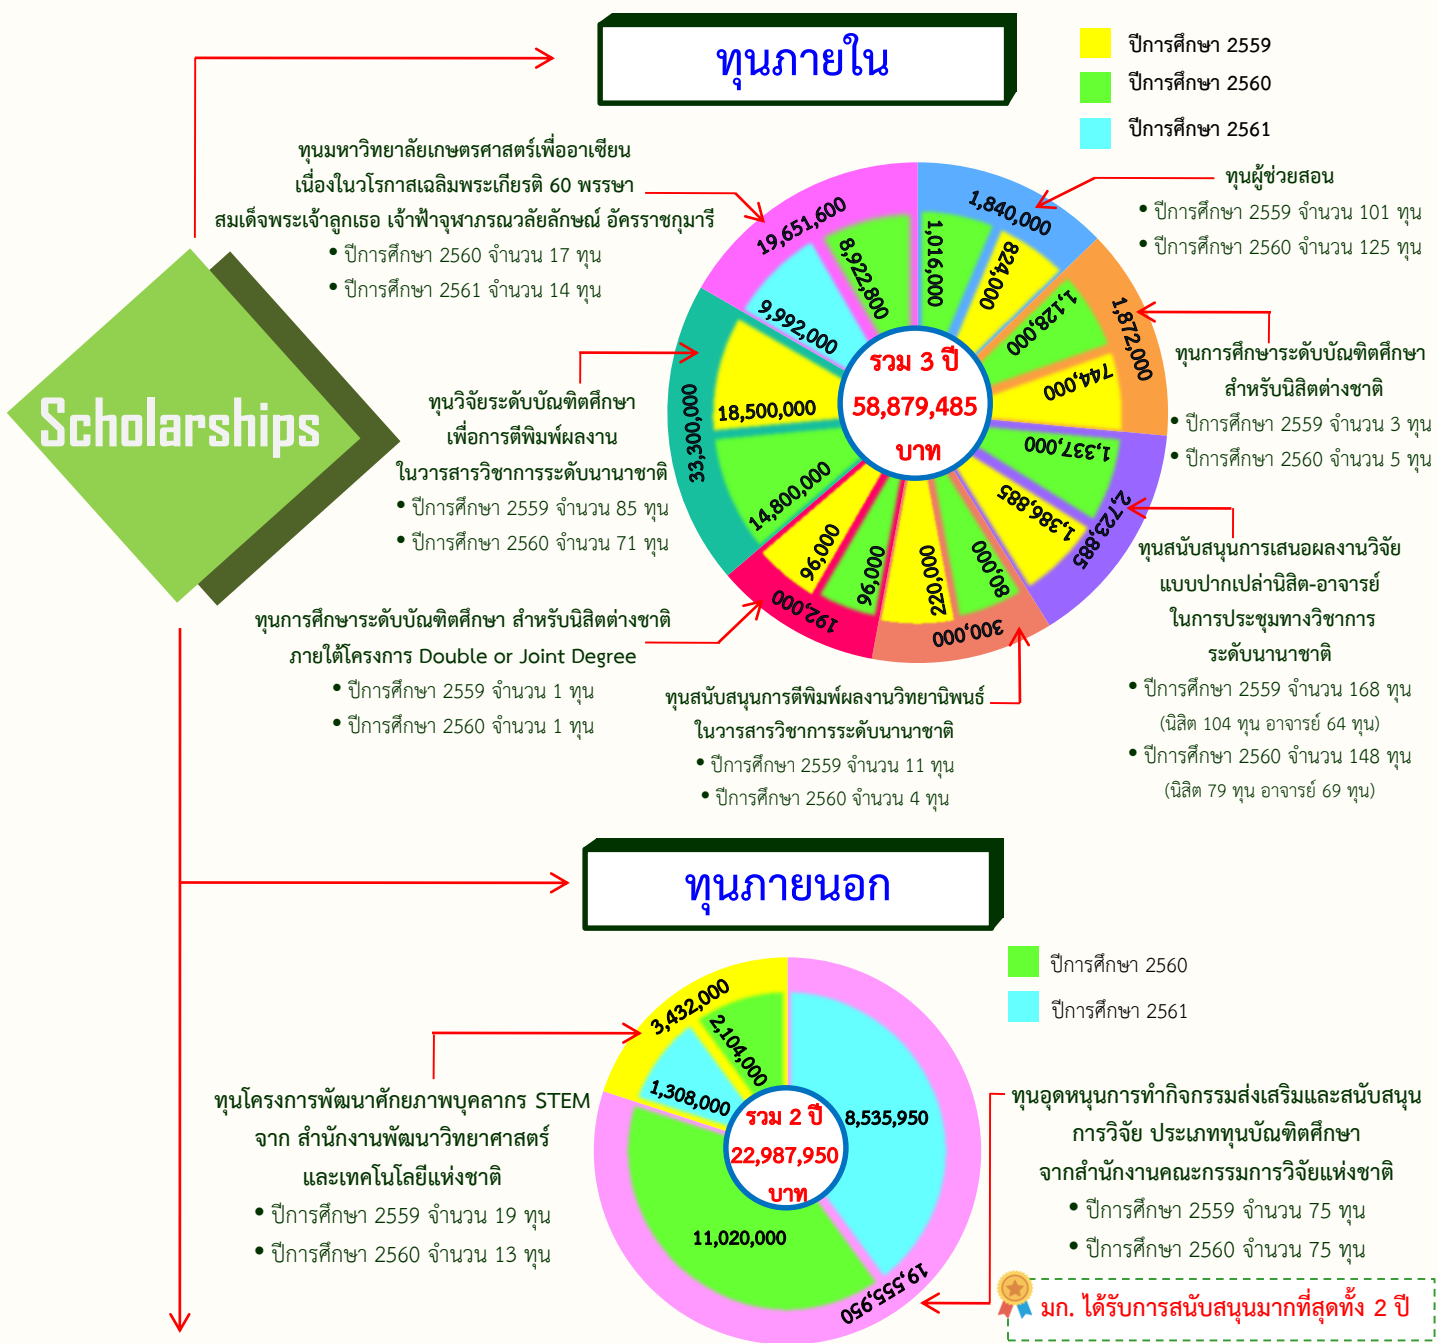 ทุนภายใน
ปีการศึกษา 2559
ปีการศึกษา 2560
ปีการศึกษา 2561
Scholarships
ทุนมหาวิทยาลัยเกษตรศาสตร์เพื่ออาเซียน
เนื่องในวโรกาสเฉลิมพระเกียรติ 60 พรรษา
สมเด็จพระเจ้าลูกเธอ เจ้าฟ้าจุฬาภรณวลัยลักษณ์ อัครราชกุมารี
• ปีการศึกษา 2560 จำนวน 17 ทุน
• ปีการศึกษา 2561 จำนวน 14 ทุน
ทุนวิจัยระดับบัณฑิตศึกษา
เพื่อการตีพิมพ์ผลงาน
ในวารสารวิชาการระดับนานาชาติ
• ปีการศึกษา 2559 จำนวน 85 ทุน
• ปีการศึกษา 2560 จำนวน 71 ทุน
ทุนการศึกษาระดับบัณฑิตศึกษา สำหรับนิสิตต่างชาติ
ภายใต้โครงการ Double or Joint Degree
• ปีการศึกษา 2559 จำนวน 1 ทุน
• ปีการศึกษา 2560 จำนวน 1 ทุน
19,651,600
8,922,800
9,992,000
1,840,000
1,016,000
824,000
1,872,000
1,128,000
744,000
2,723,885
1,337,000
1,386,885
300,000
80,000
220,000
192,000
96,000
96,000
33,300,000
18,500,000
14,800,000
รวม 3 ปี
58,879,485
บาท
ทุนผู้ช่วยสอน
• ปีการศึกษา 2559 จำนวน 101 ทุน
• ปีการศึกษา 2560 จำนวน 125 ทุน
ทุนการศึกษาระดับบัณฑิตศึกษา
สำหรับนิสิตต่างชาติ
• ปีการศึกษา 2559 จำนวน 3 ทุน
• ปีการศึกษา 2560 จำนวน 5 ทุน
ทุนสนับสนุนการเสนอผลงานวิจัย
แบบปากเปล่านิสิต-อาจารย์
ในการประชุมทางวิชาการ
ระดับนานาชาติ
• ปีการศึกษา 2559 จำนวน 168 ทุน
(นิสิต 104 ทุน อาจารย์ 64 ทุน)
• ปีการศึกษา 2560 จำนวน 148 ทุน
(นิสิต 79 ทุน อาจารย์ 69 ทุน)
ทุนสนับสนุนการตีพิมพ์ผลงานวิทยานิพนธ์
ในวารสารวิชาการระดับนานาชาติ
• ปีการศึกษา 2559 จำนวน 11 ทุน
• ปีการศึกษา 2560 จำนวน 4 ทุน
ทุนภายนอก
ปีการศึกษา 2560
ปีการศึกษา 2561
3,432,000
2,104,000
1,308,000
8,535,950
11,020,000
19,555,950
รวม 2 ปี
22,987,950
บาท
ทุนโครงการพัฒนาศักยภาพบุคลากร STEM
จาก สำนักงานพัฒนาวิทยาศาสตร์
และเทคโนโลยีแห่งชาติ
• ปีการศึกษา 2559 จำนวน 19 ทุน
• ปีการศึกษา 2560 จำนวน 13 ทุน
ทุนอุดหนุนการทำกิจกรรมส่งเสริมและสนับสนุน
การวิจัย ประเภททุนบัณฑิตศึกษา
จากสำนักงานคณะกรรมการวิจัยแห่งชาติ
• ปีการศึกษา 2559 จำนวน 75 ทุน
• ปีการศึกษา 2560 จำนวน 75 ทุน
มก. ได้รับการสนับสนุนมากที่สุดทั้ง 2 ปี